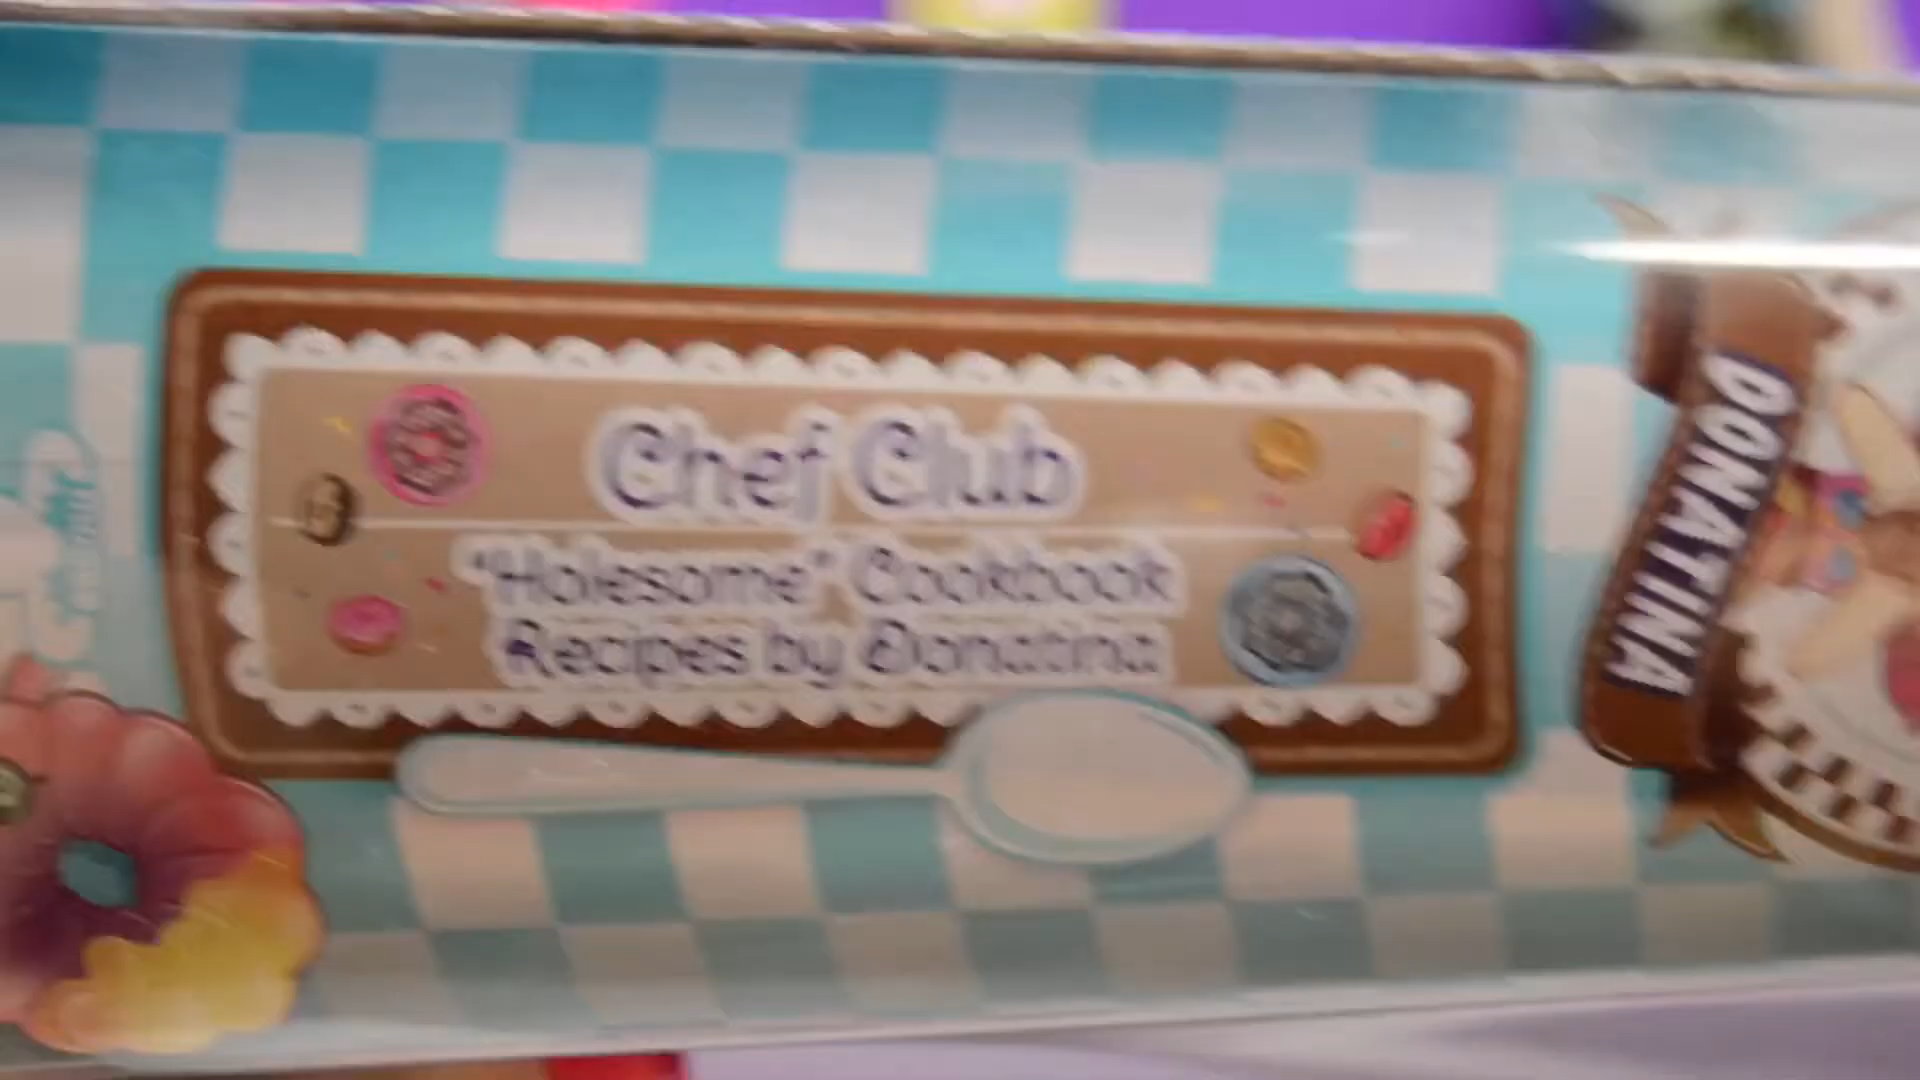 Chef Club
"Holesome" Cookbook
Recipes by Donatina
DONATINA